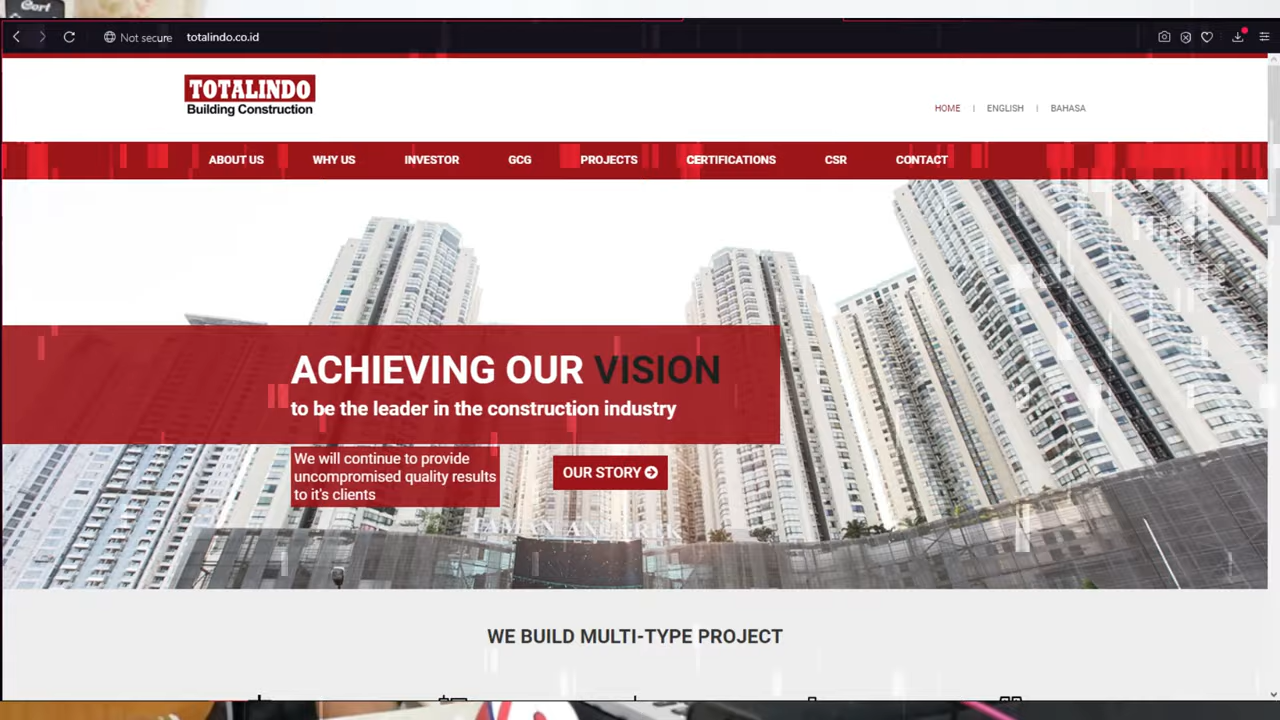 Not secure totalindo.co.id
TOTALINDO
Building Construction
HOME | ENGLISH | BAHASA
ABOUT US WHY US INVESTOR GCG PROJECTS CERTIFICATIONS CSR CONTACT
ACHIEVING OUR VISION
to be the leader in the construction industry
We will continue to provide
uncompromised quality results
to it's clients
OUR STORY
TAMAN ANGGREK
WE BUILD MULTI-TYPE PROJECT